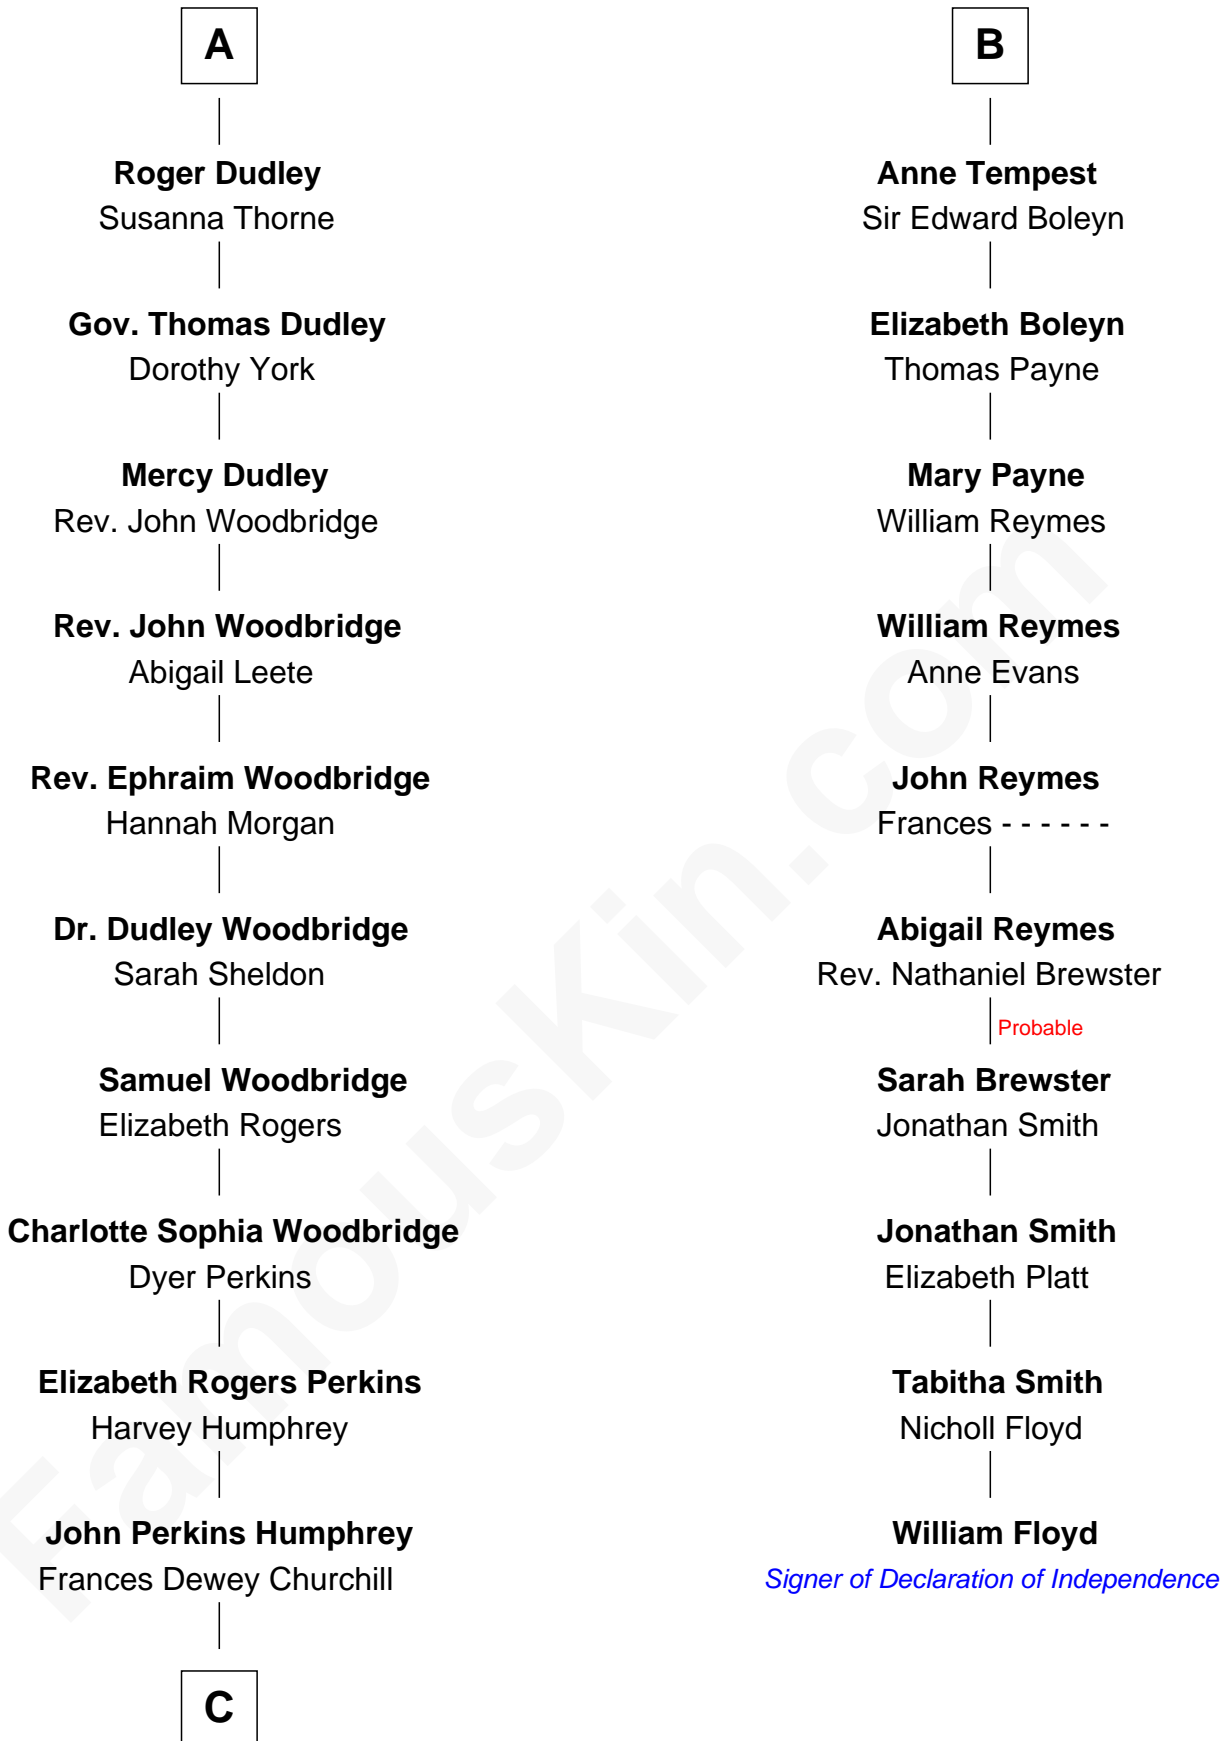 A
Roger Dudley
Susanna Thorne
Gov. Thomas Dudley
Dorothy York
Mercy Dudley
Rev. John Woodbridge
Rev. John Woodbridge
Abigail Leete
Rev. Ephraim Woodbridge
Hannah Morgan
Dr. Dudley Woodbridge
Sarah Sheldon
Samuel Woodbridge
Elizabeth Rogers
Charlotte Sophia Woodbridge
Dyer Perkins
Elizabeth Rogers Perkins
Harvey Humphrey
John Perkins Humphrey
Frances Dewey Churchill
C
B
Anne Tempest
Sir Edward Boleyn
Elizabeth Boleyn
Thomas Payne
Mary Payne
William Reymes
William Reymes
Anne Evans
John Reymes
Frances - - - - - -
Abigail Reymes
Rev. Nathaniel Brewster
Probable
Sarah Brewster
Jonathan Smith
Jonathan Smith
Elizabeth Platt
Tabitha Smith
Nicholl Floyd
William Floyd
Signer of Declaration of Independence
FamousKin.com